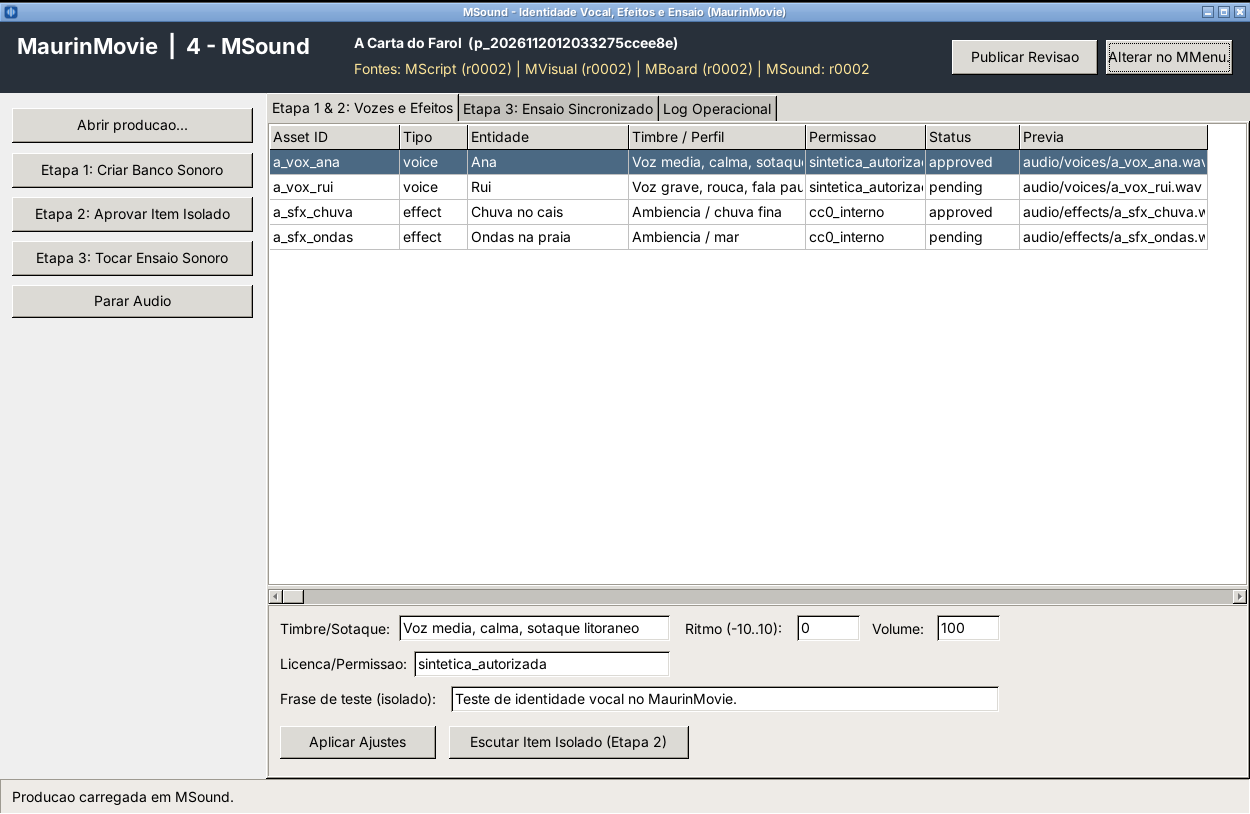 MSound - Identidade Vocal, Efeitos e Ensaio (MaurinMovie)
MaurinMovie | 4 - MSound
A Carta do Farol (p_2026112012033275ccee8e)
Fontes: MScript (r0002) | MVisual (r0002) | MBoard (r0002) | MSound: r0002
Publicar Revisao
Alterar no MMenu.
Abrir producao...
Etapa 1: Criar Banco Sonoro
Etapa 2: Aprovar Item Isolado
Etapa 3: Tocar Ensaio Sonoro
Parar Audio
Etapa 1 & 2: Vozes e Efeitos Etapa 3: Ensaio Sincronizado Log Operacional
Asset ID Tipo Entidade Timbre / Perfil Permissao Status Previa
a_vox_ana voice Ana Voz media, calma, sotaqu sintetica_autoriza approved audio/voices/a_vox_ana.wav
a_vox_rui voice Rui Voz grave, rouca, fala pau sintetica_autoriza pending audio/voices/a_vox_rui.wav
a_sfx_chuva effect Chuva no cais Ambiencia / chuva fina cc0_interno approved audio/effects/a_sfx_chuva.w
a_sfx_ondas effect Ondas na praia Ambiencia / mar cc0_interno pending audio/effects/a_sfx_ondas.w
Timbre/Sotaque: Voz media, calma, sotaque litoraneo Ritmo (-10..10): 0 Volume: 100
Licenca/Permissao: sintetica_autorizada
Frase de teste (isolado): Teste de identidade vocal no MaurinMovie.
Aplicar Ajustes Escutar Item Isolado (Etapa 2)
Producao carregada em MSound.